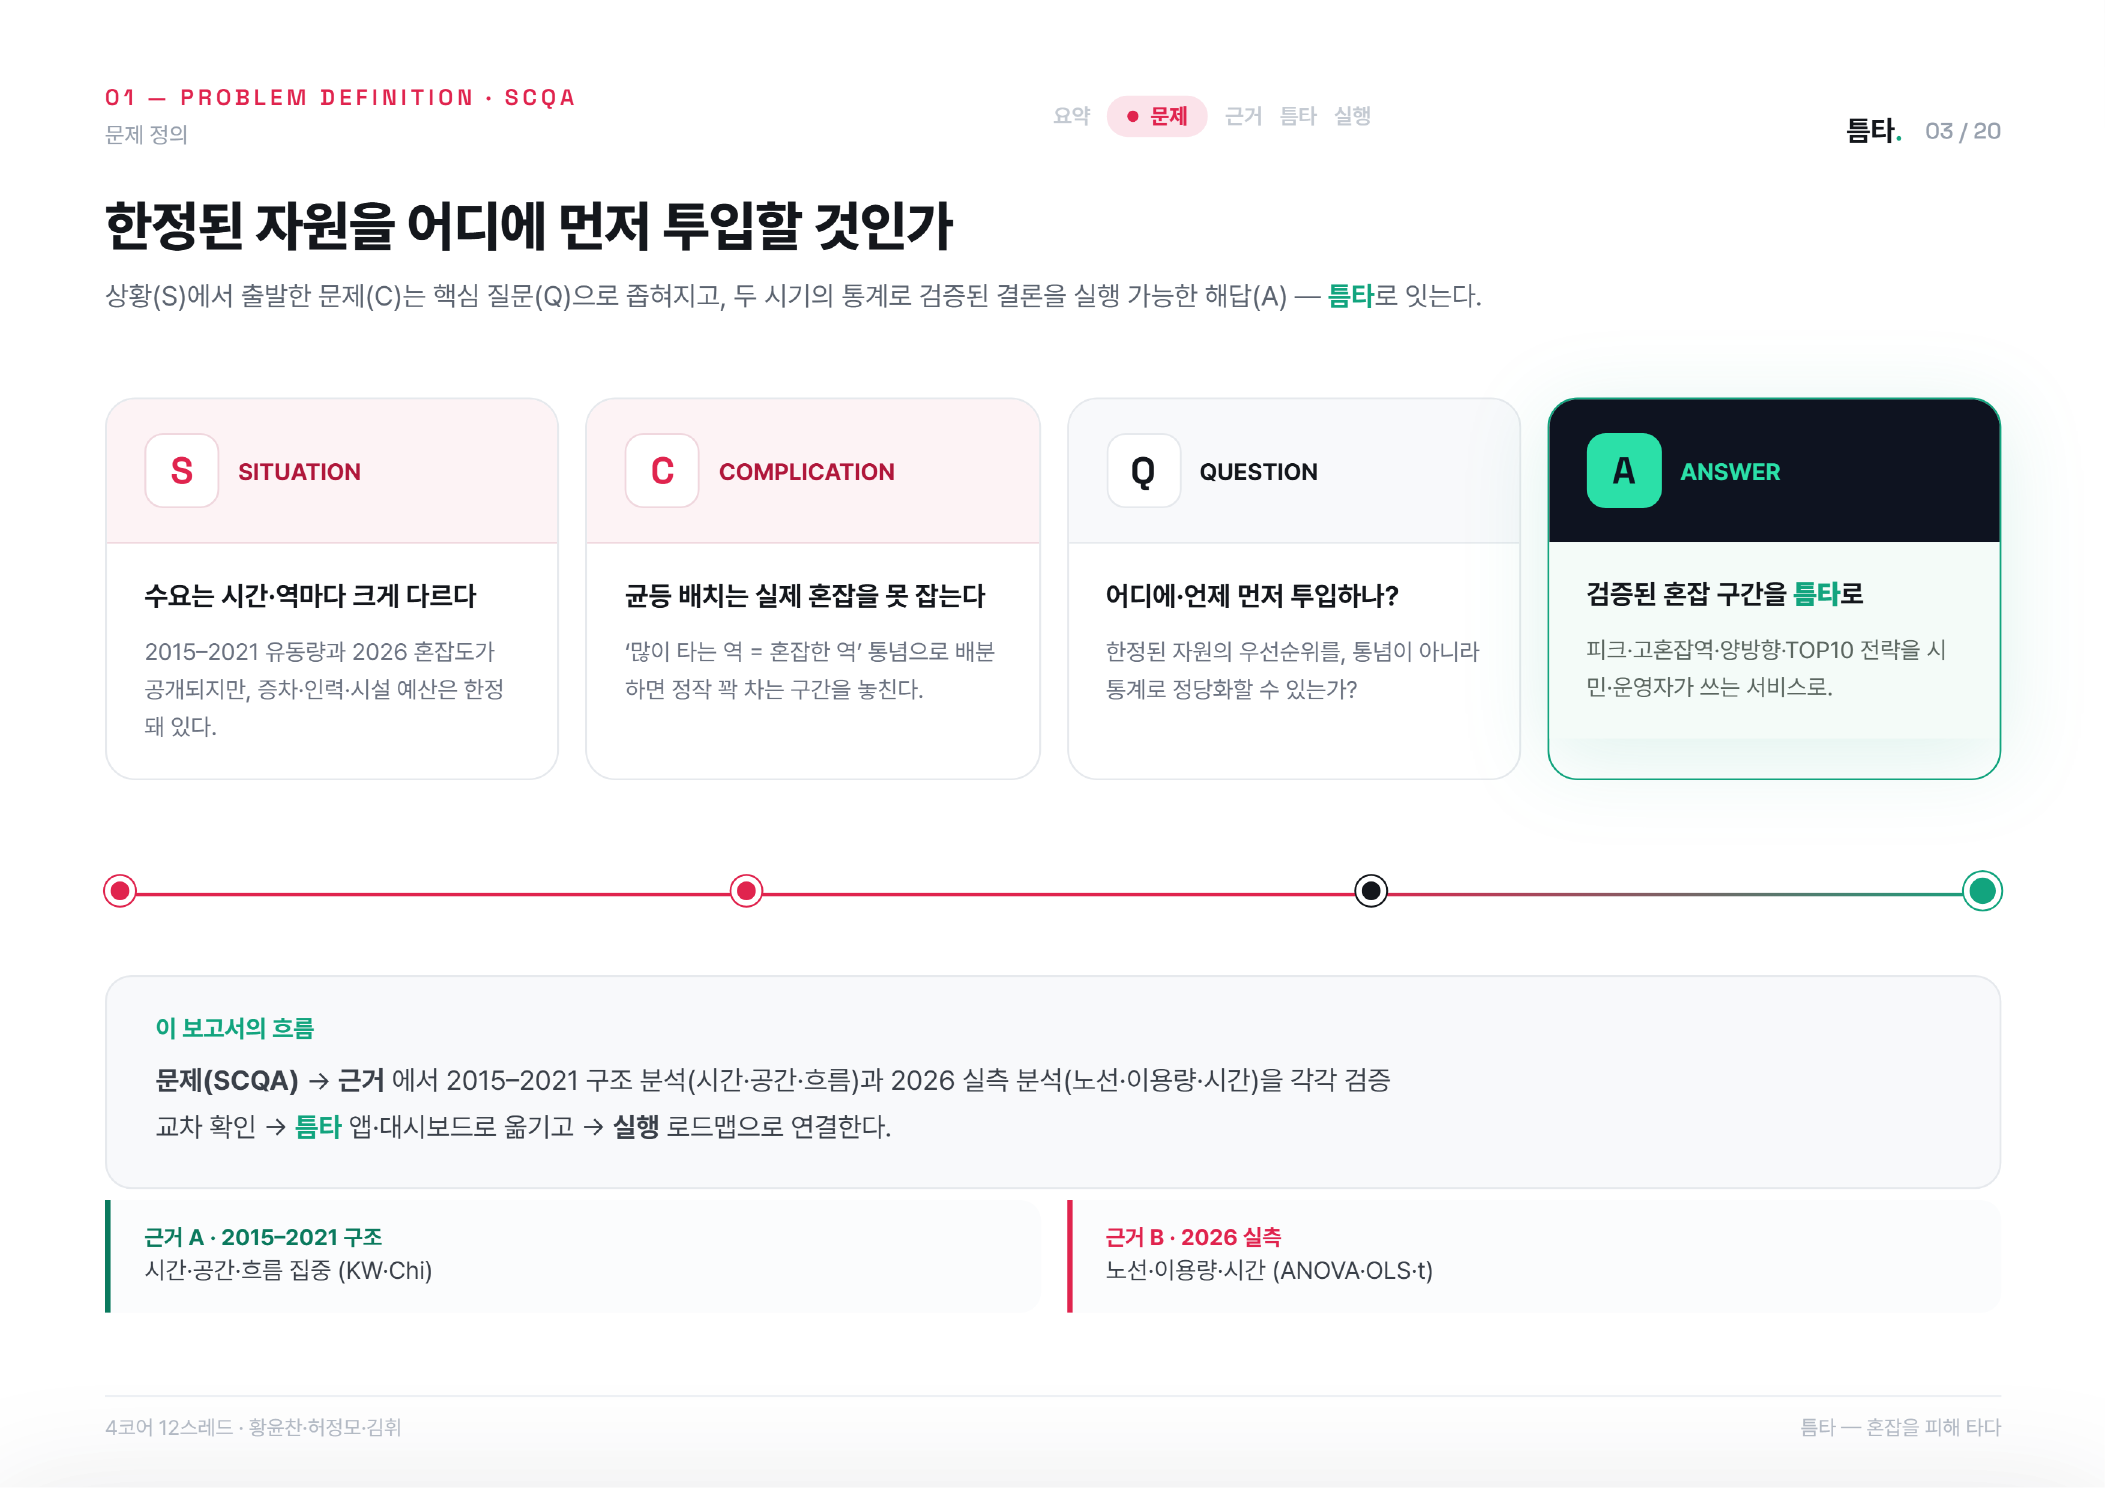 01 — PROBLEM DEFINITION · SCQA
문제 정의
요약 문제 근거 틈타 실행
틈타. 03 / 20
한정된 자원을 어디에 먼저 투입할 것인가
상황(S)에서 출발한 문제(C)는 핵심 질문(Q)으로 좁혀지고, 두 시기의 통계로 검증된 결론을 실행 가능한 해답(A) — 틈타로 잇는다.
S SITUATION
수요는 시간·역마다 크게 다르다
2015–2021 유동량과 2026 혼잡도가
공개되지만, 증차·인력·시설 예산은 한정
돼 있다.
C COMPLICATION
균등 배치는 실제 혼잡을 못 잡는다
‘많이 타는 역 = 혼잡한 역’ 통념으로 배분
하면 정작 꽉 차는 구간을 놓친다.
Q QUESTION
어디에·언제 먼저 투입하나?
한정된 자원의 우선순위를, 통념이 아니라
통계로 정당화할 수 있는가?
A ANSWER
검증된 혼잡 구간을 틈타로
피크·고혼잡역·양방향·TOP10 전략을 시
민·운영자가 쓰는 서비스로.
이 보고서의 흐름
문제(SCQA) → 근거 에서 2015–2021 구조 분석(시간·공간·흐름)과 2026 실측 분석(노선·이용량·시간)을 각각 검증
교차 확인 → 틈타 앱·대시보드로 옮기고 → 실행 로드맵으로 연결한다.
근거 A · 2015–2021 구조
시간·공간·흐름 집중 (KW·Chi)
근거 B · 2026 실측
노선·이용량·시간 (ANOVA·OLS·t)
4코어 12스레드 · 황윤찬·허정모·김휘
틈타 — 혼잡을 피해 타다